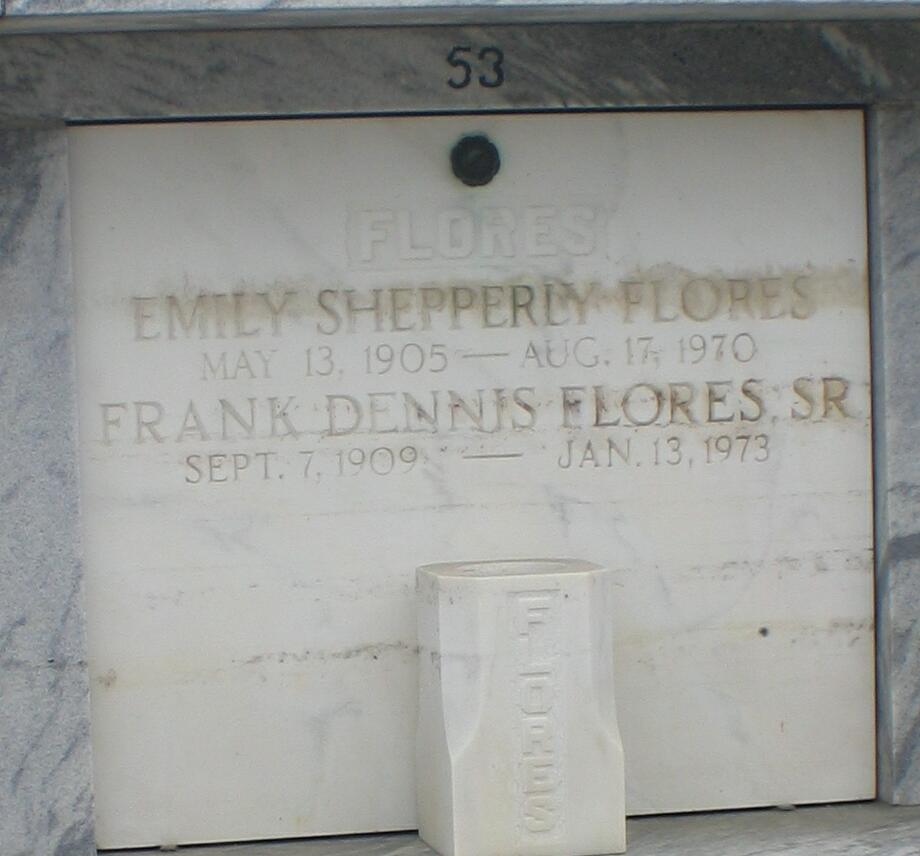 53
FLORES
EMILY SHEPPERLY FLORES
MAY 13, 1905 — AUG. 17, 1970
FRANK DENNIS FLORES, SR
SEPT. 7, 1909 — JAN. 13, 1973
FLORES